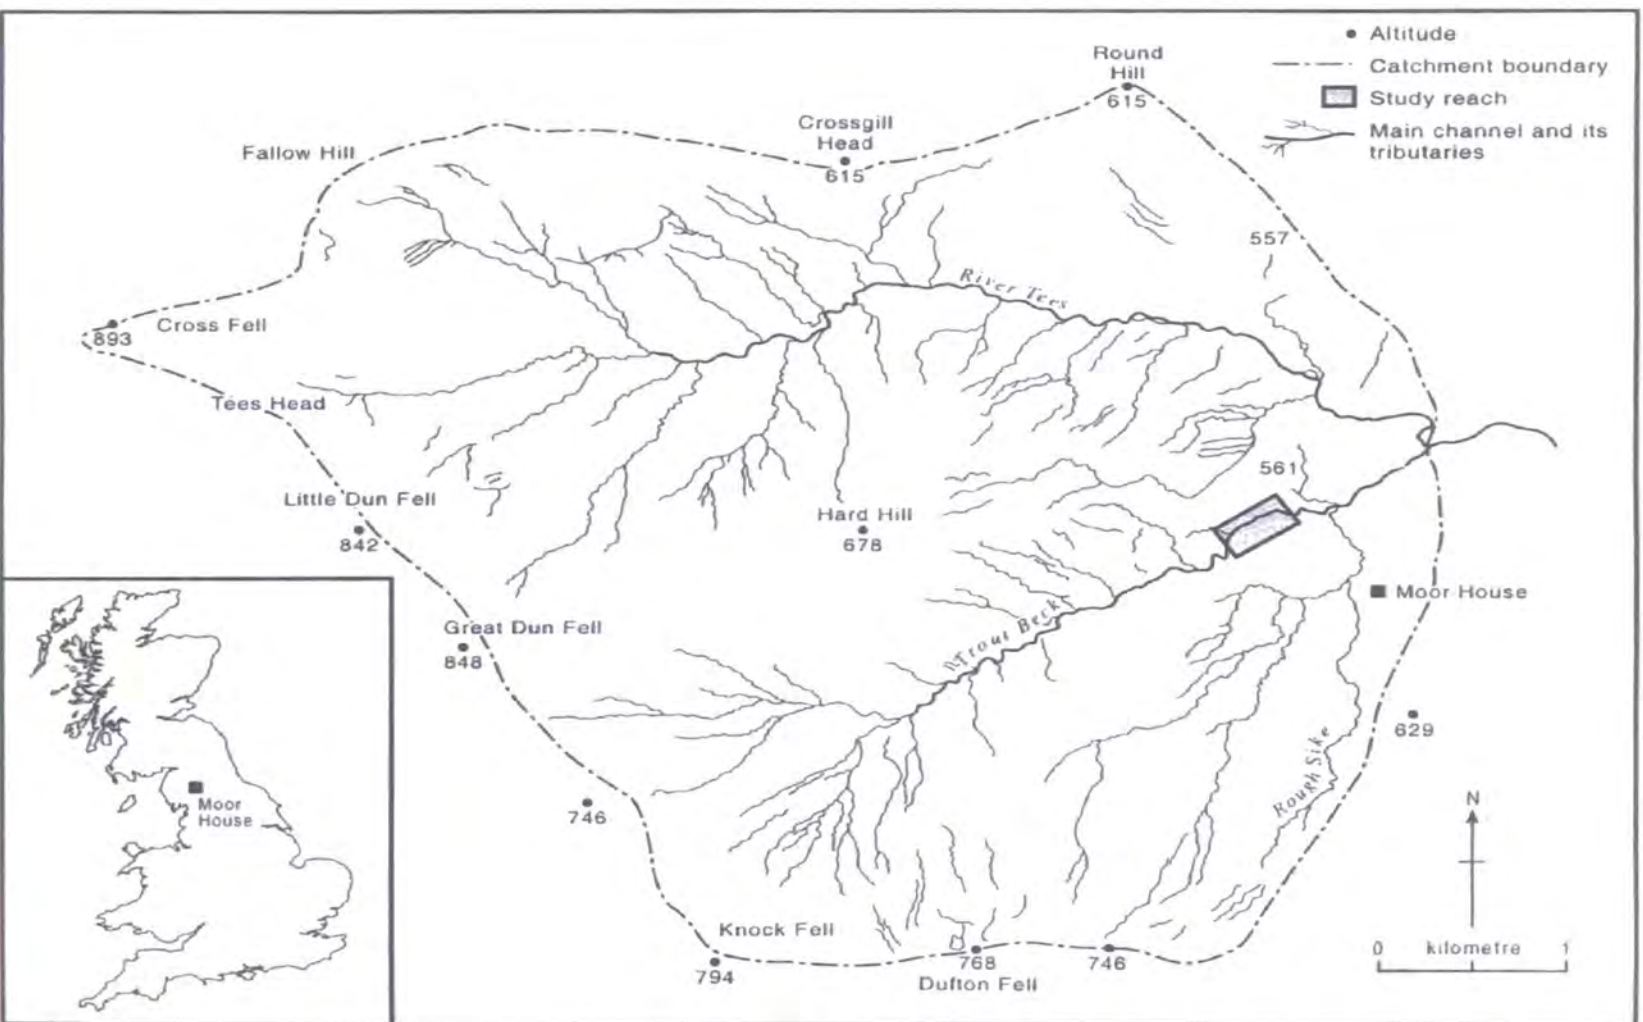 Altitude
Catchment boundary
Study reach
Main channel and its
tributaries
Round
Hill
615
Crossgill
Head
615
Fallow Hill
557
River Tees
893
Cross Fell
Tees Head
561
Little Dun Fell
842
Hard Hill
678
Moor House
Great Dun Fell
848
Trout Beck
629
Rough Sike
746
Knock Fell
794
768
746
Dufton Fell
N
0 kilometre 1
Moor
House